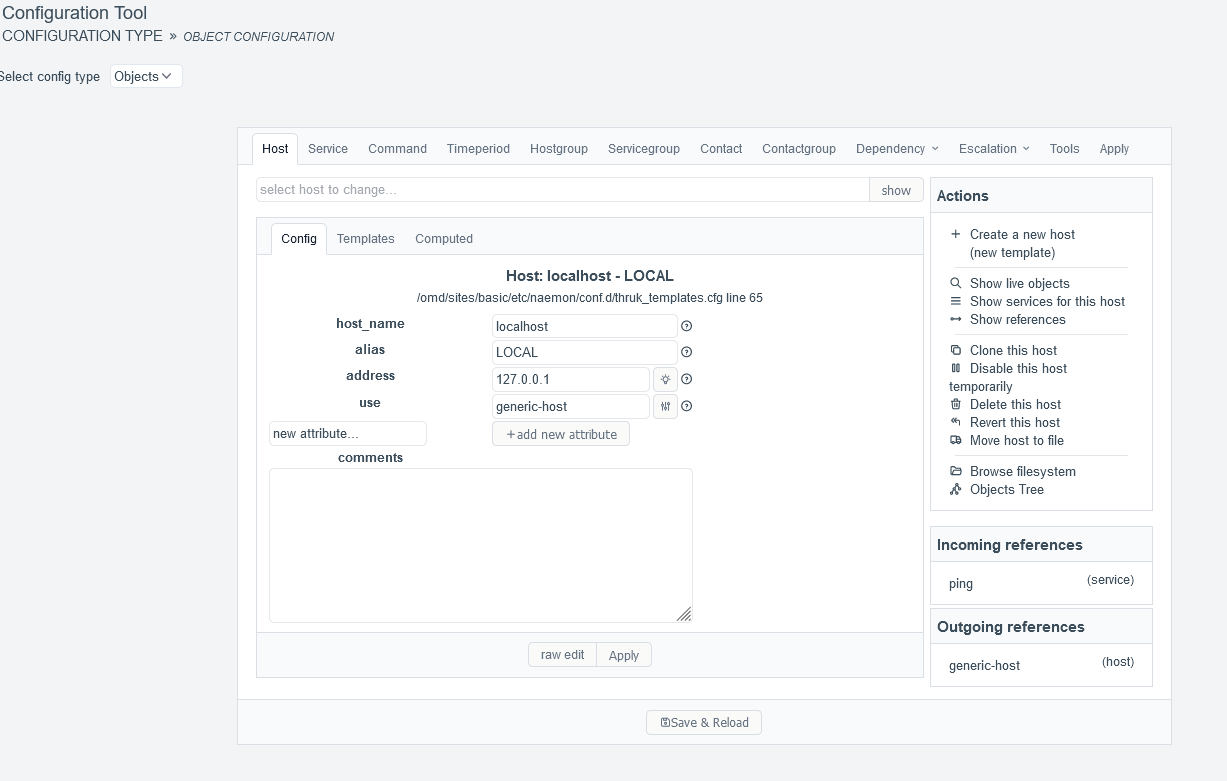 Configuration Tool
CONFIGURATION TYPE » OBJECT CONFIGURATION
Select config type Objects
Host Service Command Timeperiod Hostgroup Servicegroup Contact Contactgroup Dependency Escalation Tools Apply
select host to change... show
Config Templates Computed
Host: localhost - LOCAL
/omd/sites/basic/etc/naemon/conf.d/thruk_templates.cfg line 65
host_name localhost
alias LOCAL
address 127.0.0.1
use generic-host
new attribute... +add new attribute
comments
raw edit Apply
Actions
+ Create a new host
(new template)
Show live objects
Show services for this host
Show references
Clone this host
Disable this host
temporarily
Delete this host
Revert this host
Move host to file
Browse filesystem
Objects Tree
Incoming references
ping (service)
Outgoing references
generic-host (host)
Save & Reload